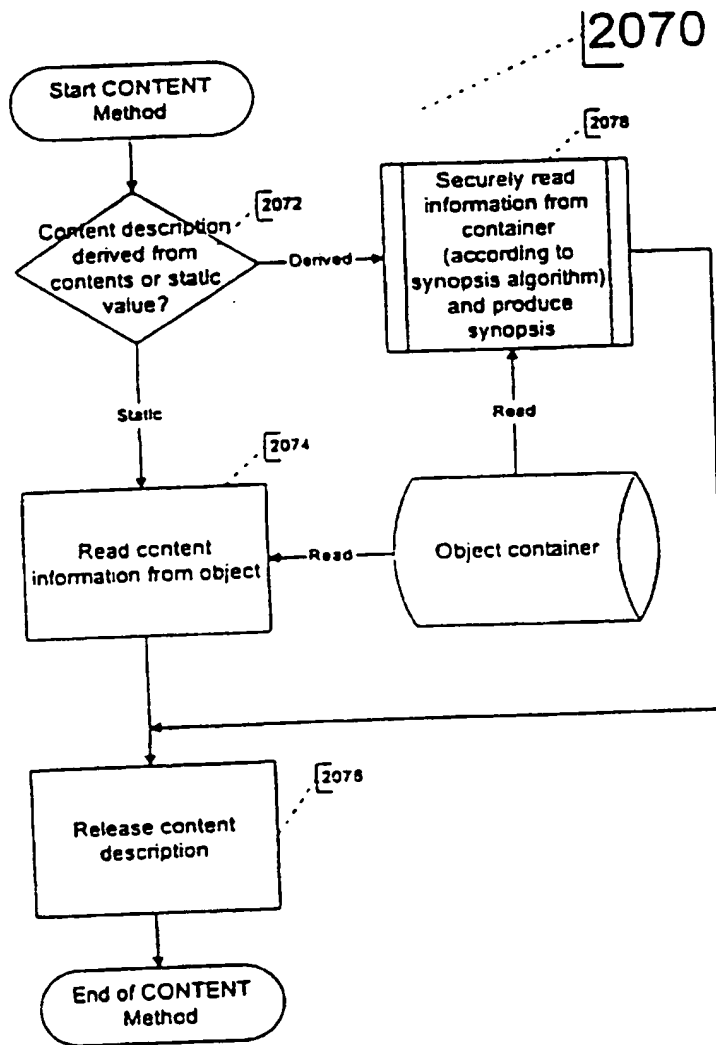 2070
Start CONTENT
Method
2072
Content description
derived from
contents or static
value?
Derived
2078
Securely read
information from
container
(according to
synopsis algorithm)
and produce
synopsis
Static
Read
2074
Read content
information from object
Read
Object container
2076
Release content
description
End of CONTENT
Method